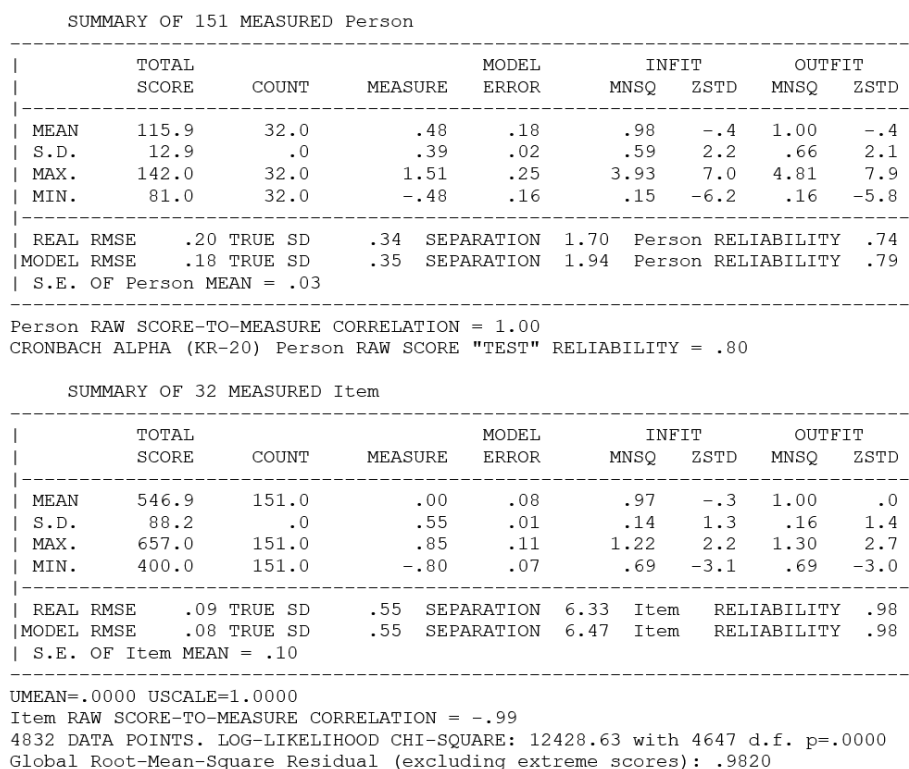 SUMMARY OF 151 MEASURED Person
--------------------------------------------------------------------------------
|          TOTAL                         MODEL         INFIT        OUTFIT
|          SCORE     COUNT     MEASURE   ERROR      MNSQ   ZSTD   MNSQ   ZSTD
|-------------------------------------------------------------------------------
| MEAN     115.9      32.0         .48     .18       .98    -.4   1.00    -.4
| S.D.      12.9        .0         .39     .02       .59    2.2    .66    2.1
| MAX.     142.0      32.0        1.51     .25      3.93    7.0   4.81    7.9
| MIN.      81.0      32.0        -.48     .16       .15   -6.2    .16   -5.8
|-------------------------------------------------------------------------------
| REAL RMSE    .20 TRUE SD     .34  SEPARATION  1.70  Person RELIABILITY  .74
|MODEL RMSE    .18 TRUE SD     .35  SEPARATION  1.94  Person RELIABILITY  .79
| S.E. OF Person MEAN = .03
--------------------------------------------------------------------------------
Person RAW SCORE-TO-MEASURE CORRELATION = 1.00
CRONBACH ALPHA (KR-20) Person RAW SCORE "TEST" RELIABILITY = .80
SUMMARY OF 32 MEASURED Item
--------------------------------------------------------------------------------
|          TOTAL                         MODEL         INFIT        OUTFIT
|          SCORE     COUNT     MEASURE   ERROR      MNSQ   ZSTD   MNSQ   ZSTD
|-------------------------------------------------------------------------------
| MEAN     546.9     151.0         .00     .08       .97    -.3   1.00     .0
| S.D.      88.2        .0         .55     .01       .14    1.3    .16    1.4
| MAX.     657.0     151.0         .85     .11      1.22    2.2   1.30    2.7
| MIN.     400.0     151.0        -.80     .07       .69   -3.1    .69   -3.0
|-------------------------------------------------------------------------------
| REAL RMSE    .09 TRUE SD     .55  SEPARATION  6.33  Item   RELIABILITY  .98
|MODEL RMSE    .08 TRUE SD     .55  SEPARATION  6.47  Item   RELIABILITY  .98
| S.E. OF Item MEAN = .10
--------------------------------------------------------------------------------
UMEAN=.0000 USCALE=1.0000
Item RAW SCORE-TO-MEASURE CORRELATION = -.99
4832 DATA POINTS. LOG-LIKELIHOOD CHI-SQUARE: 12428.63 with 4647 d.f. p=.0000
Global Root-Mean-Square Residual (excluding extreme scores): .9820